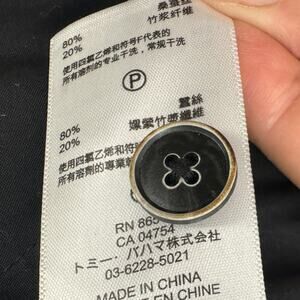 80% 桑蚕丝
20% 竹浆纤维
使用四氯乙烯和符号F代表的
所有溶剂的专业干洗，常规干洗
P
80% 蠶絲
20% 嫘縈竹漿纖維
使用四氯乙烯和符
所有溶劑的專業乾
RN 865
CA 04754
トミー・バハマ株式会社
03-6228-5021
MADE IN CHINA
EN CHINE